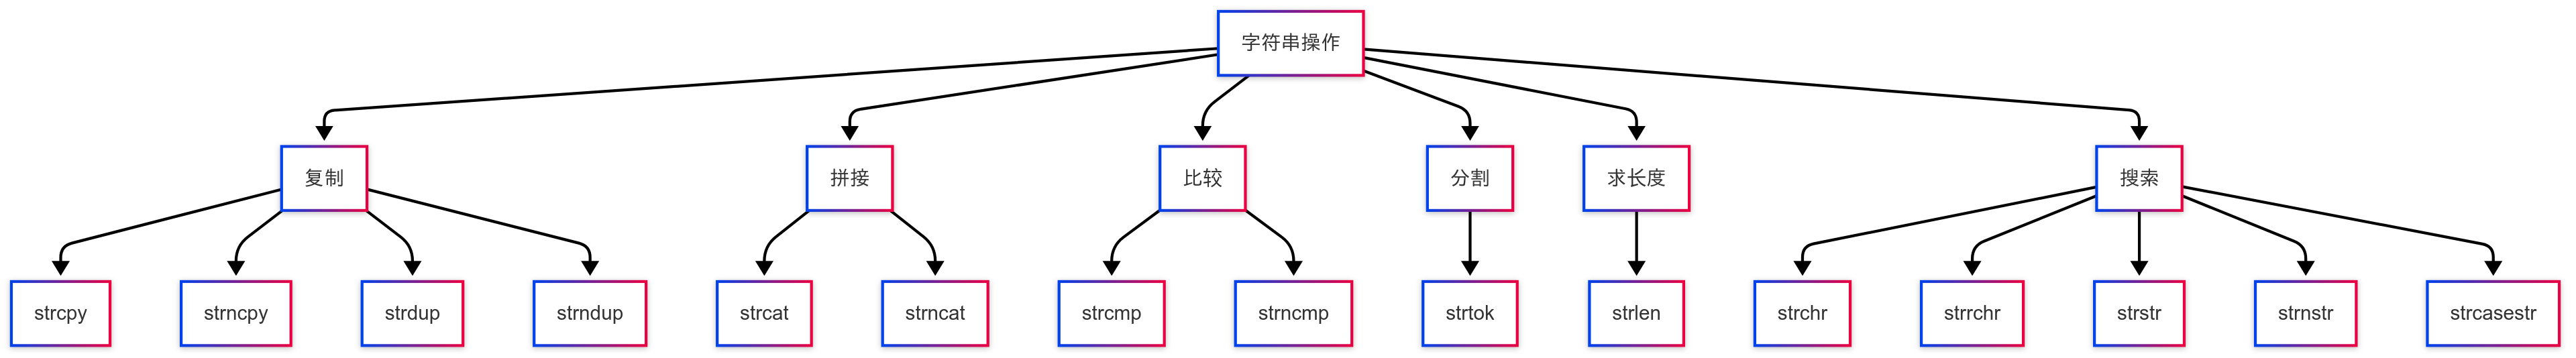 字符串操作
复制
拼接
比较
分割
求长度
搜索
strcpy
strncpy
strdup
strndup
strcat
strncat
strcmp
strncmp
strtok
strlen
strchr
strrchr
strstr
strnstr
strcasestr